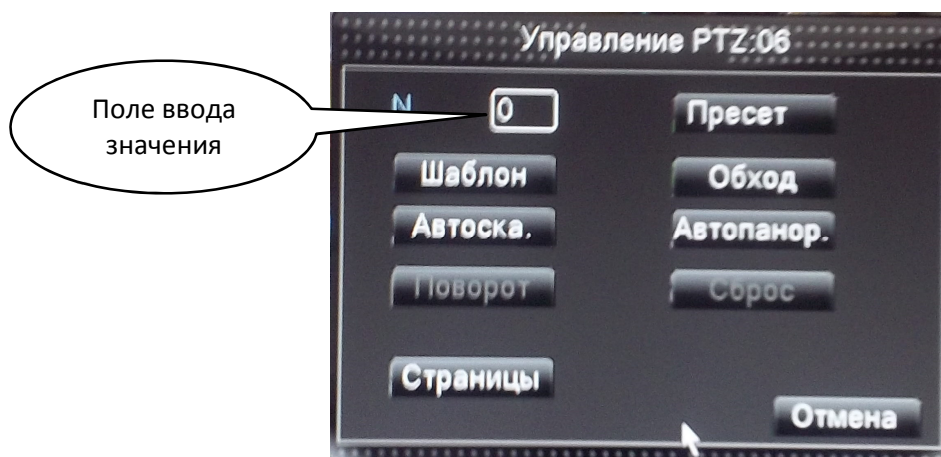 Управление PTZ:06
Поле ввода
значения
N 0 Пресет
Шаблон Обход
Автоска. Автопанор.
Поворот Сброс
Страницы
Отмена